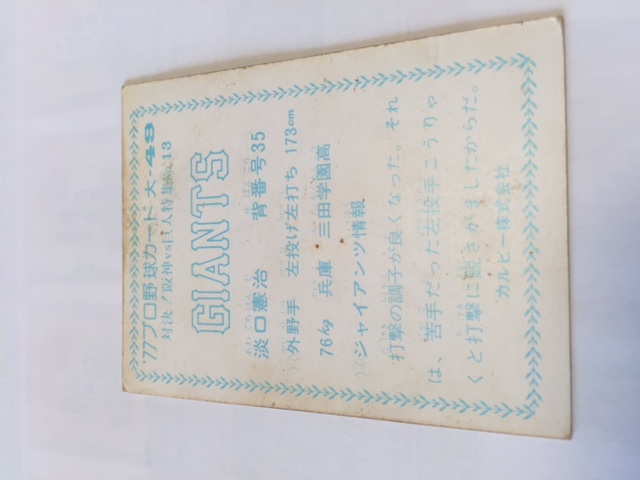 '77プロ野球カード 大-49
対決!阪神vs巨人特集No.18
GIANTS
淡口憲治 背番号35
外野手 左投げ左打ち 173cm
76kg 兵庫 三田学園高
ジャイアンツ情報
打撃の調子が良くなった。それ
は、苦手だった左投手こうりゃ
くと打撃に鋭さがましたからだ。
カルビー株式会社